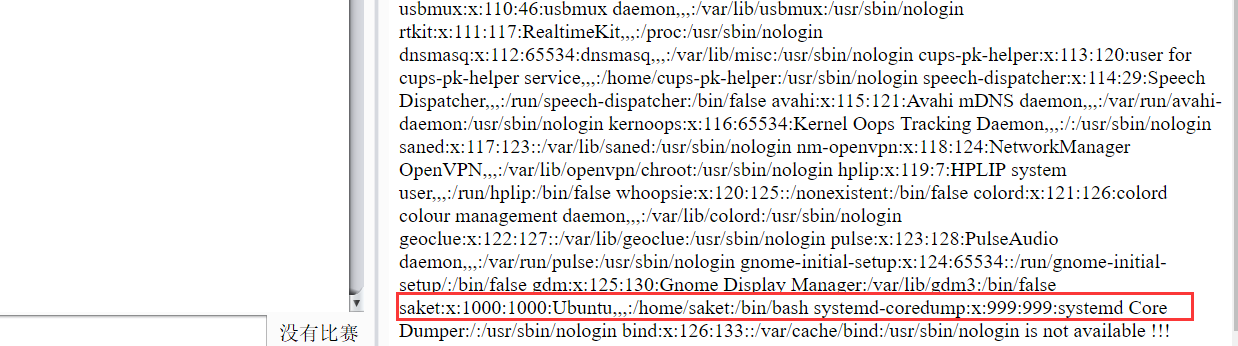 usbmux:x:110:46:usbmux daemon,,,:/var/lib/usbmux:/usr/sbin/nologin
rtkit:x:111:117:RealtimeKit,,,:/proc:/usr/sbin/nologin
dnsmasq:x:112:65534:dnsmasq,,,:/var/lib/misc:/usr/sbin/nologin cups-pk-helper:x:113:120:user for
cups-pk-helper service,,,:/home/cups-pk-helper:/usr/sbin/nologin speech-dispatcher:x:114:29:Speech
Dispatcher,,,:/run/speech-dispatcher:/bin/false avahi:x:115:121:Avahi mDNS daemon,,,:/var/run/avahi-
daemon:/usr/sbin/nologin kernoops:x:116:65534:Kernel Oops Tracking Daemon,,,:/:/usr/sbin/nologin
saned:x:117:123::/var/lib/saned:/usr/sbin/nologin nm-openvpn:x:118:124:NetworkManager
OpenVPN,,,:/var/lib/openvpn/chroot:/usr/sbin/nologin hplip:x:119:7:HPLIP system
user,,,:/run/hplip:/bin/false whoopsie:x:120:125::/nonexistent:/bin/false colord:x:121:126:colord
colour management daemon,,,:/var/lib/colord:/usr/sbin/nologin
geoclue:x:122:127::/var/lib/geoclue:/usr/sbin/nologin pulse:x:123:128:PulseAudio
daemon,,,:/var/run/pulse:/usr/sbin/nologin gnome-initial-setup:x:124:65534::/run/gnome-initial-
setup/:/bin/false gdm:x:125:130:Gnome Display Manager:/var/lib/gdm3:/bin/false
saket:x:1000:1000:Ubuntu,,,:/home/saket:/bin/bash systemd-coredump:x:999:999:systemd Core
Dumper:/:/usr/sbin/nologin bind:x:126:133::/var/cache/bind:/usr/sbin/nologin is not available !!!
没有比赛